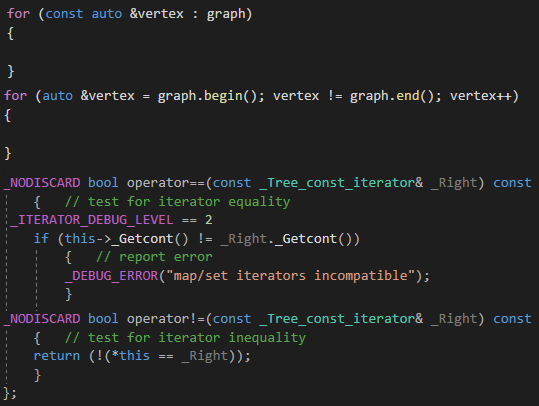 for (const auto &vertex : graph)
{
}
for (auto &vertex = graph.begin(); vertex != graph.end(); vertex++)
{
}
_NODISCARD bool operator==(const _Tree_const_iterator& _Right) const
{ // test for iterator equality
_ITERATOR_DEBUG_LEVEL == 2
if (this->_Getcont() != _Right._Getcont())
{ // report error
_DEBUG_ERROR("map/set iterators incompatible");
}
_NODISCARD bool operator!=(const _Tree_const_iterator& _Right) const
{ // test for iterator inequality
return (!(*this == _Right));
}
};